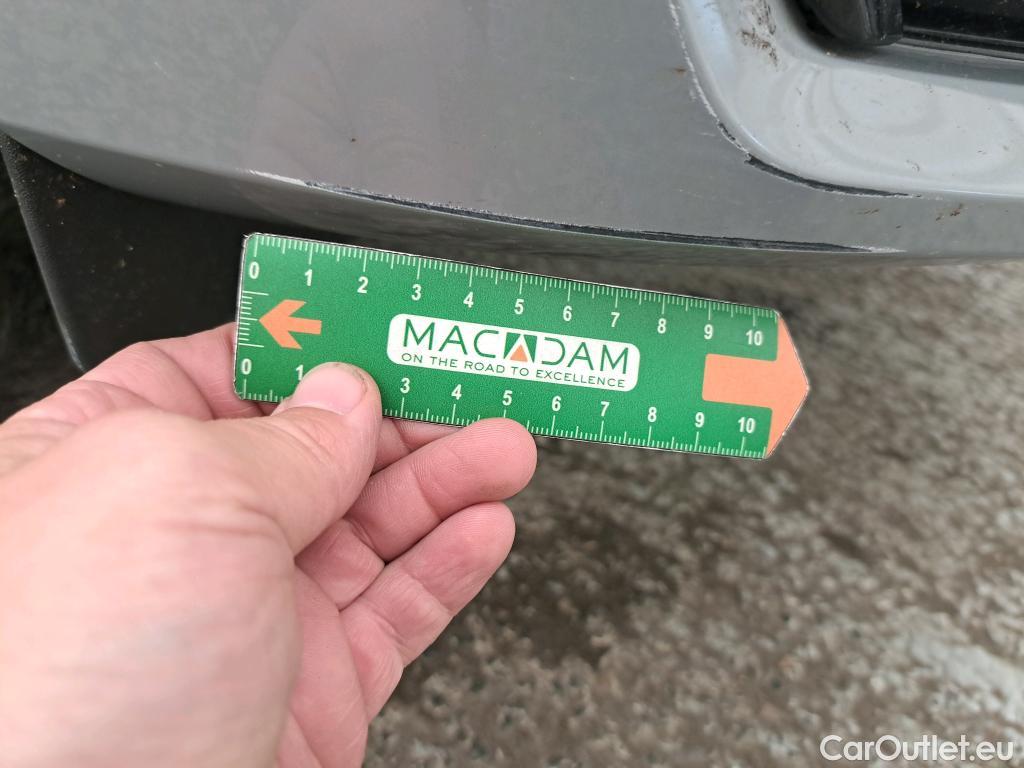 0 1 2 3 4 5 6 7 8 9 10
MACADAM
ON THE ROAD TO EXCELLENCE
0 1 3 4 5 6 7 8 9 10
CarOutlet.eu